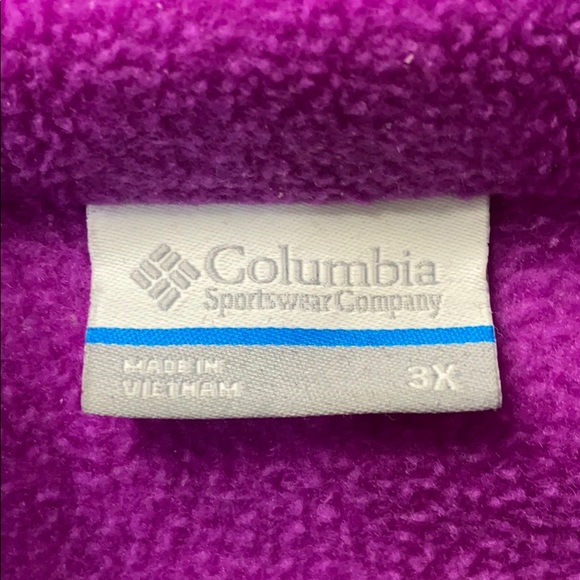 Columbia
Sportswear Company
MADE IN
VIETNAM
3X